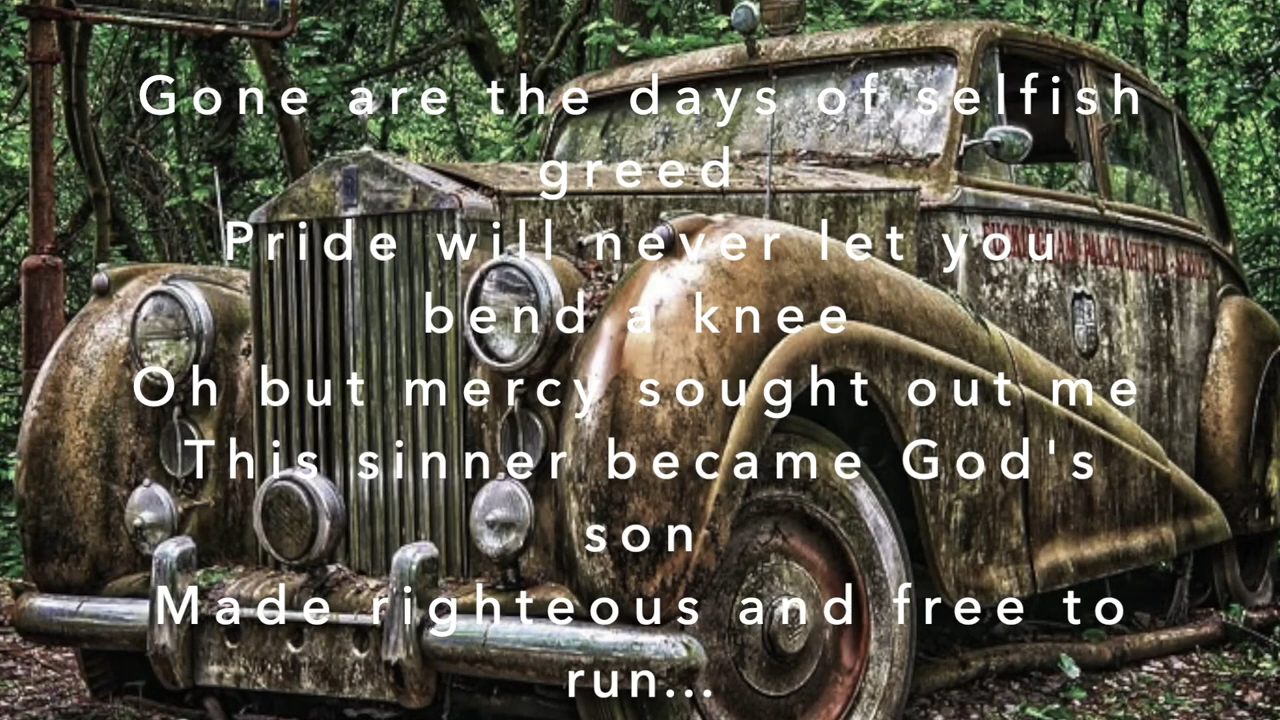 Gone are the days of selfish
greed
Pride will never let you
bend a knee
Oh but mercy sought out me
This sinner became God's
son
Made righteous and free to
run...